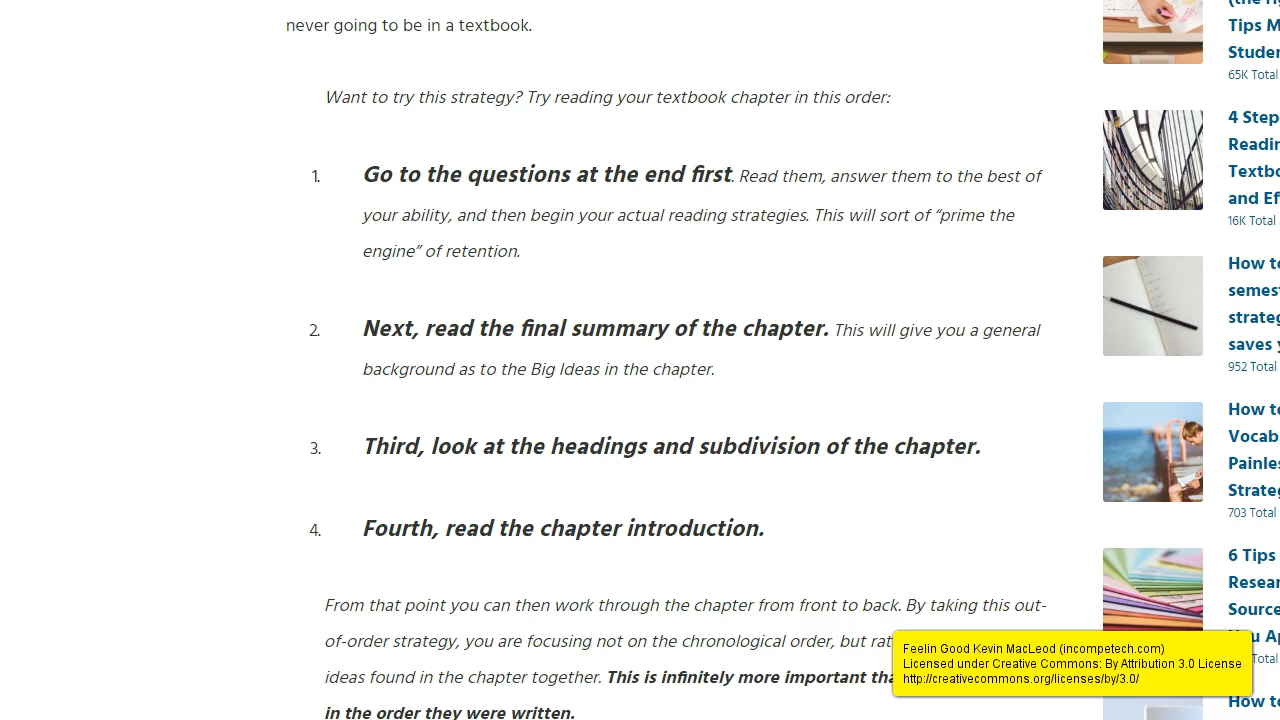 never going to be in a textbook.
Want to try this strategy? Try reading your textbook chapter in this order:
1. Go to the questions at the end first. Read them, answer them to the best of
your ability, and then begin your actual reading strategies. This will sort of “prime the
engine” of retention.
2. Next, read the final summary of the chapter. This will give you a general
background as to the Big Ideas in the chapter.
3. Third, look at the headings and subdivision of the chapter.
4. Fourth, read the chapter introduction.
From that point you can then work through the chapter from front to back. By taking this out-
of-order strategy, you are focusing not on the chronological order, but
ideas found in the chapter together. This is infinitely more important
in the order they were written.
Tips
65K Total
4 Step
Textbo
and
16K Total
How to
semest
strateg
saves
952 Total
How to
Vocab
Painles
Strateg
703 Total
6 Tips
Resear
Source
Total
How to
Feelin Good Kevin MacLeod (incompetech.com)
Licensed under Creative Commons: By Attribution 3.0 License
http://creativecommons.org/licenses/by/3.0/